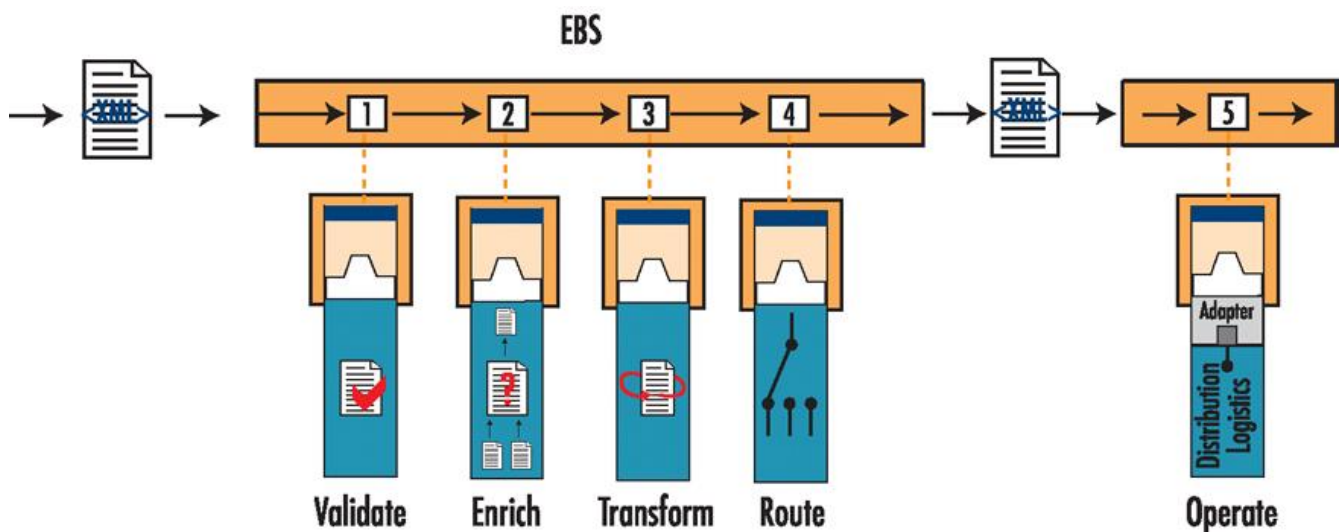 EBS
<XML>
1
2
3
4
<XML>
5
Adapter
Distribution
Logistics
?
Validate
Enrich
Transform
Route
Operate